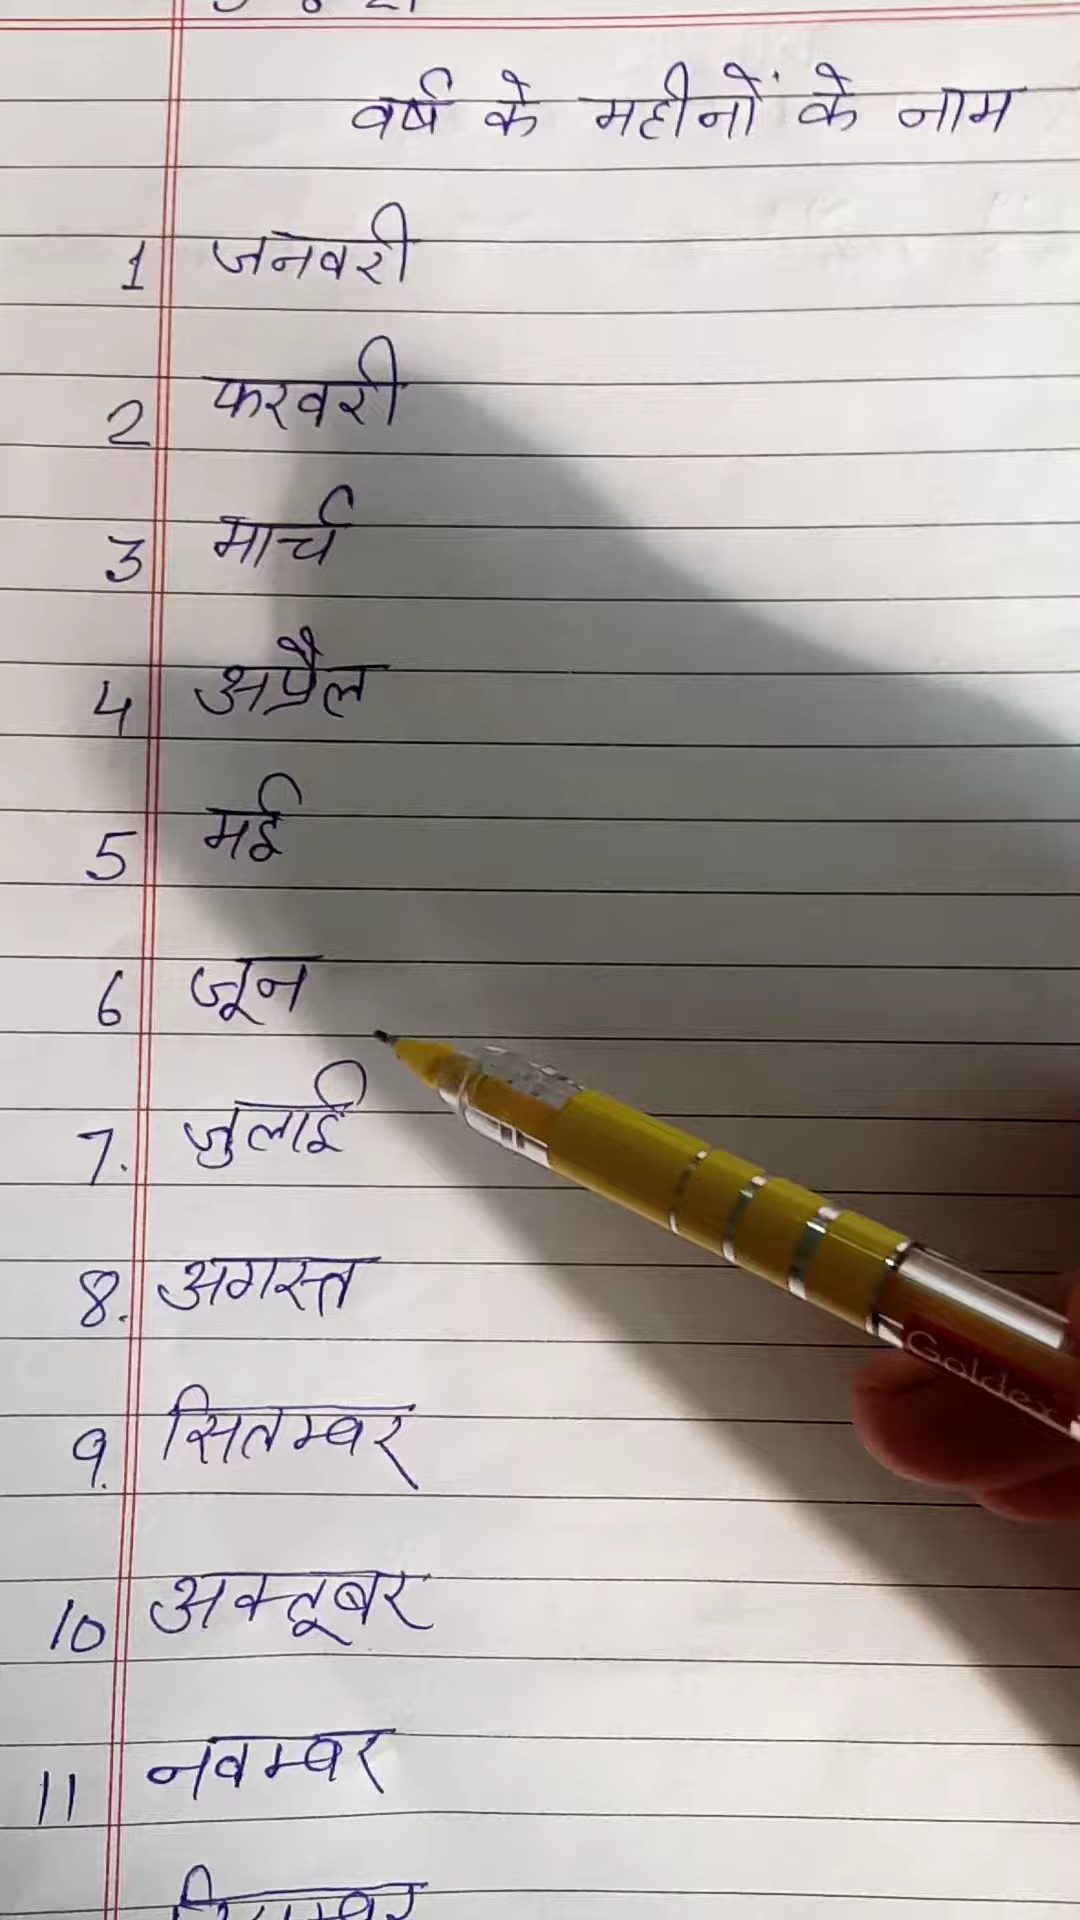 वर्ष के महीनों के नाम
1 जनवरी
2 फरवरी
3 मार्च
4 अप्रैल
5 मई
6 जून
7. जुलाई
8. अगस्त
9. सितम्बर
10 अक्टूबर
11 नवम्बर
Goldex